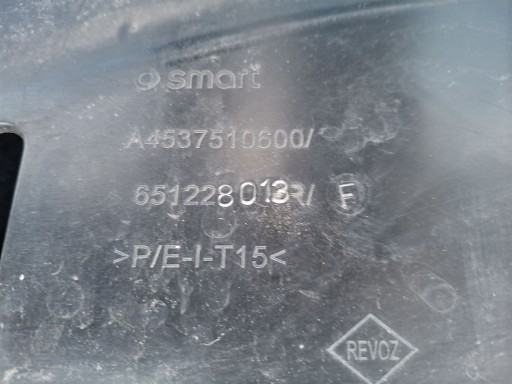 smart
A4537510600/
651228013R/ F
>P/E-I-T15<
REVOZ